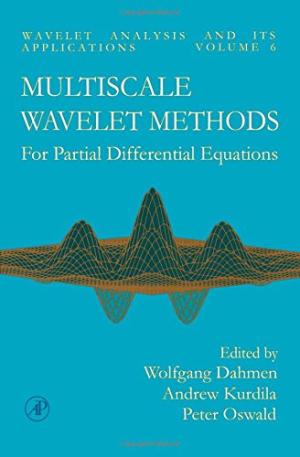 WAVELET ANALYSIS AND ITS
APPLICATIONS VOLUME 6
MULTISCALE
WAVELET METHODS
For Partial Differential Equations
Edited by
Wolfgang Dahmen
Andrew Kurdila
Peter Oswald
AP